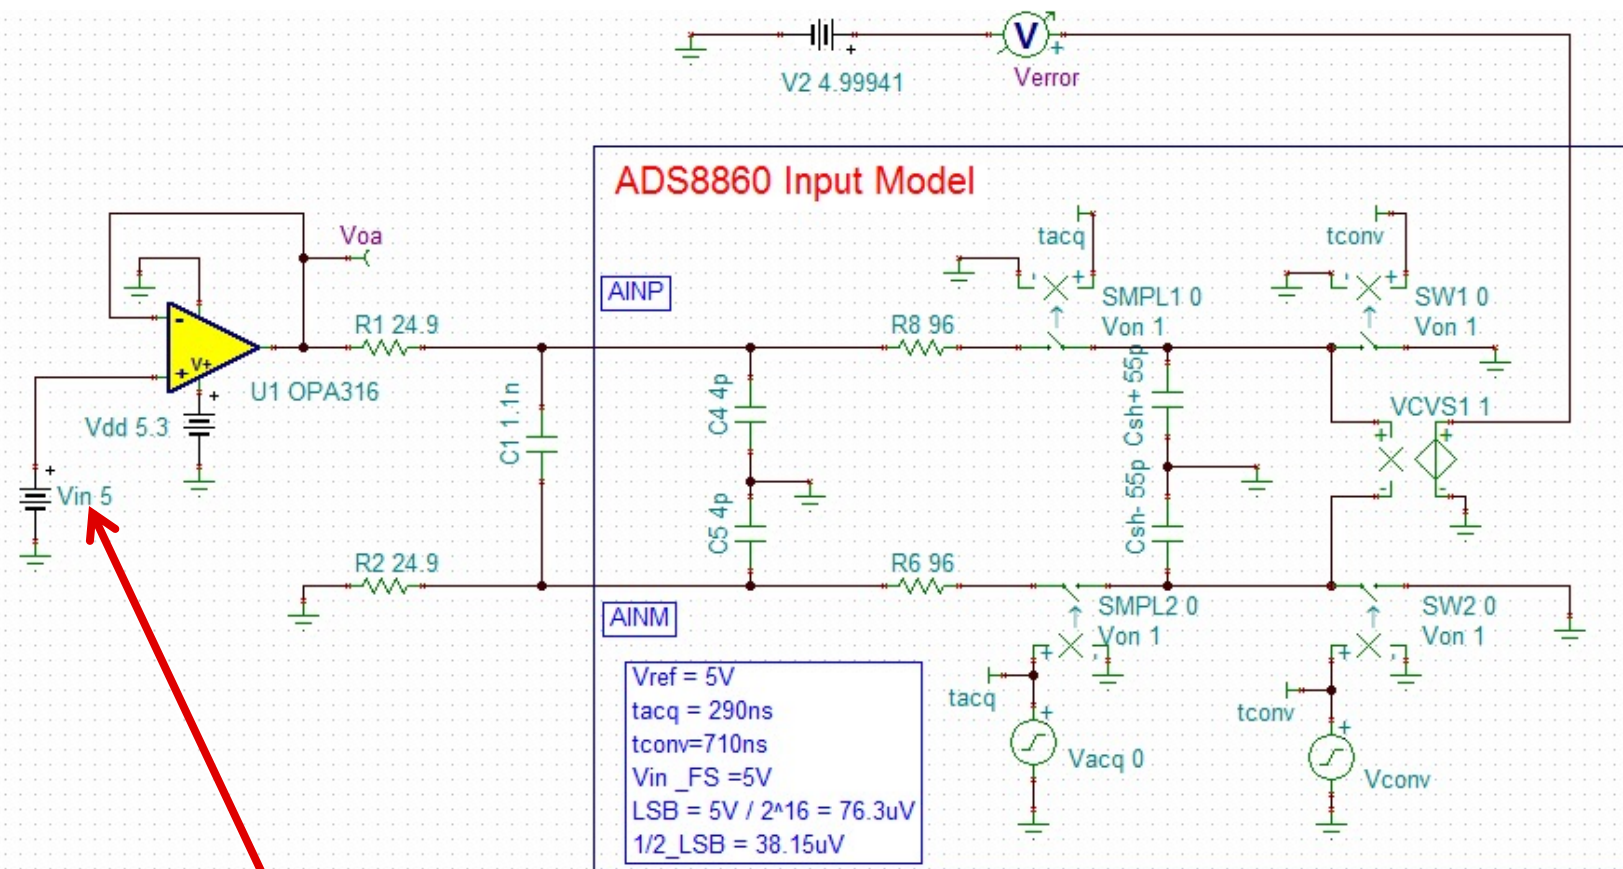 V2 4.99941
V
+
+
Verror
ADS8860 Input Model
Voa
tacq
tconv
AINP
-
+
-
+
SMPL1 0
Von 1
SW1 0
Von 1
R1 24.9
R8 96
-
+
V+
U1 OPA316
+
Vdd 5.3
C1 1.1n
C4 4p
Csh+ 55p
VCVS1 1
+
+
-
-
+
Vin 5
C5 4p
Csh- 55p
R2 24.9
R6 96
AINM
SMPL2 0
Von 1
SW2 0
Von 1
+
-
+
-
Vref = 5V
tacq = 290ns
tconv=710ns
Vin _FS =5V
LSB = 5V / 2^16 = 76.3uV
1/2_LSB = 38.15uV
tacq
+
Vacq 0
tconv
+
Vconv